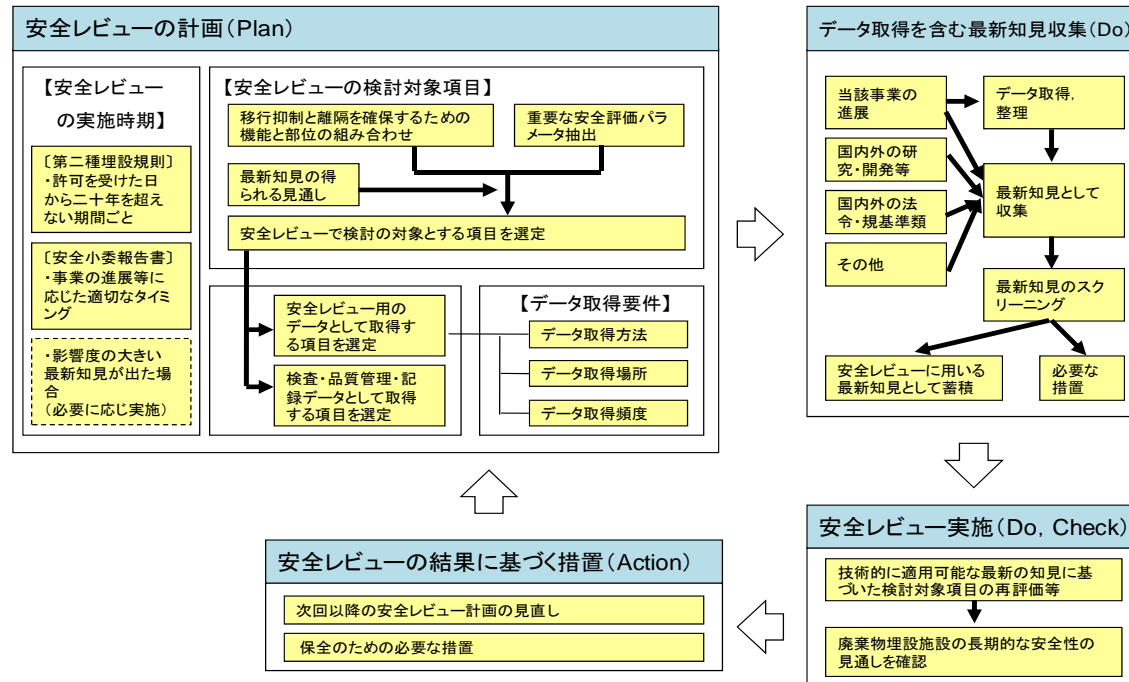 安全レビューの計画(Plan)
【安全レビュー
の実施時期】
〔第二種埋設規則〕
・許可を受けた日
から二十年を超え
ない期間ごと
〔安全小委報告書〕
・事業の進展等に
応じた適切なタイミ
ング
・影響度の大きい
最新知見が出た場
合
(必要に応じ実施)
【安全レビューの検討対象項目】
移行抑制と離隔を確保するための
機能と部位の組み合わせ
重要な安全評価パラ
メータ抽出
最新知見の得
られる見通し
安全レビューで検討の対象とする項目を選定
安全レビュー用の
データとして取得す
る項目を選定
検査・品質管理・記
録データとして取得
する項目を選定
【データ取得要件】
データ取得方法
データ取得場所
データ取得頻度
データ取得を含む最新知見収集(Do)
当該事業の
進展
データ取得,
整理
国内外の研
究・開発等
国内外の法
令・規基準類
その他
最新知見として
収集
最新知見のスク
リーニング
安全レビューに用いる
最新知見として蓄積
必要な
措置
安全レビュー実施(Do, Check)
技術的に適用可能な最新の知見に基
づいた検討対象項目の再評価等
廃棄物埋設施設の長期的な安全性の
見通しを確認
安全レビューの結果に基づく措置(Action)
次回以降の安全レビュー計画の見直し
保全のための必要な措置